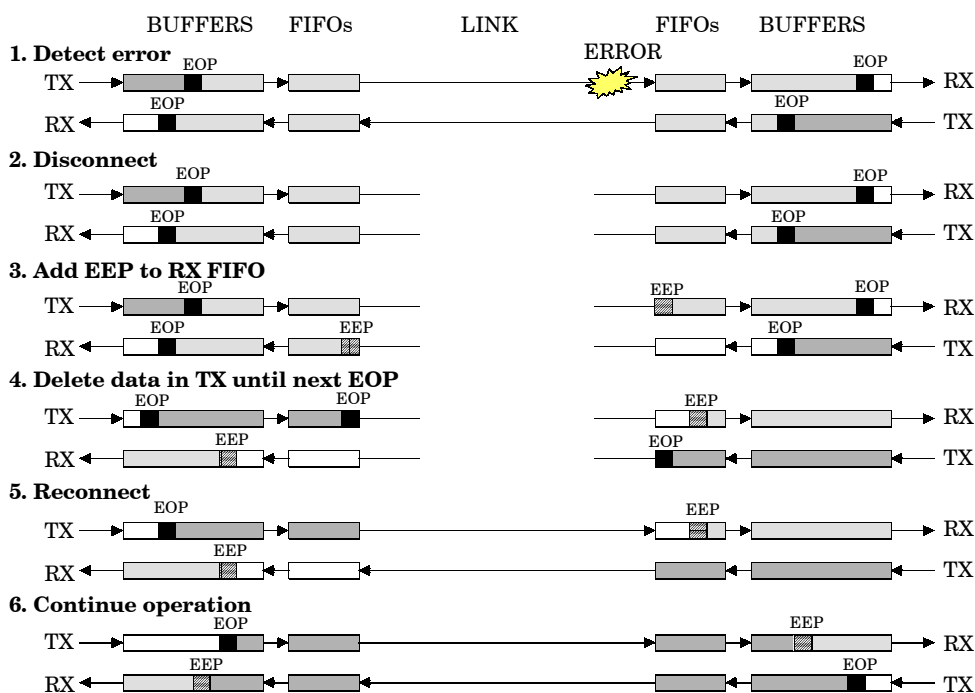 BUFFERS FIFOs LINK FIFOs BUFFERS
1. Detect error
ERROR
EOP EOP
TX RX
EOP EOP
RX TX
2. Disconnect
EOP EOP
TX RX
EOP EOP
RX TX
3. Add EEP to RX FIFO
EOP EEP EOP
TX RX
EOP EEP EOP
RX TX
4. Delete data in TX until next EOP
EOP EOP EEP
TX RX
EEP EOP
RX TX
5. Reconnect
EOP EEP
TX RX
EEP
RX TX
6. Continue operation
EOP EEP
TX RX
EEP EOP
RX TX